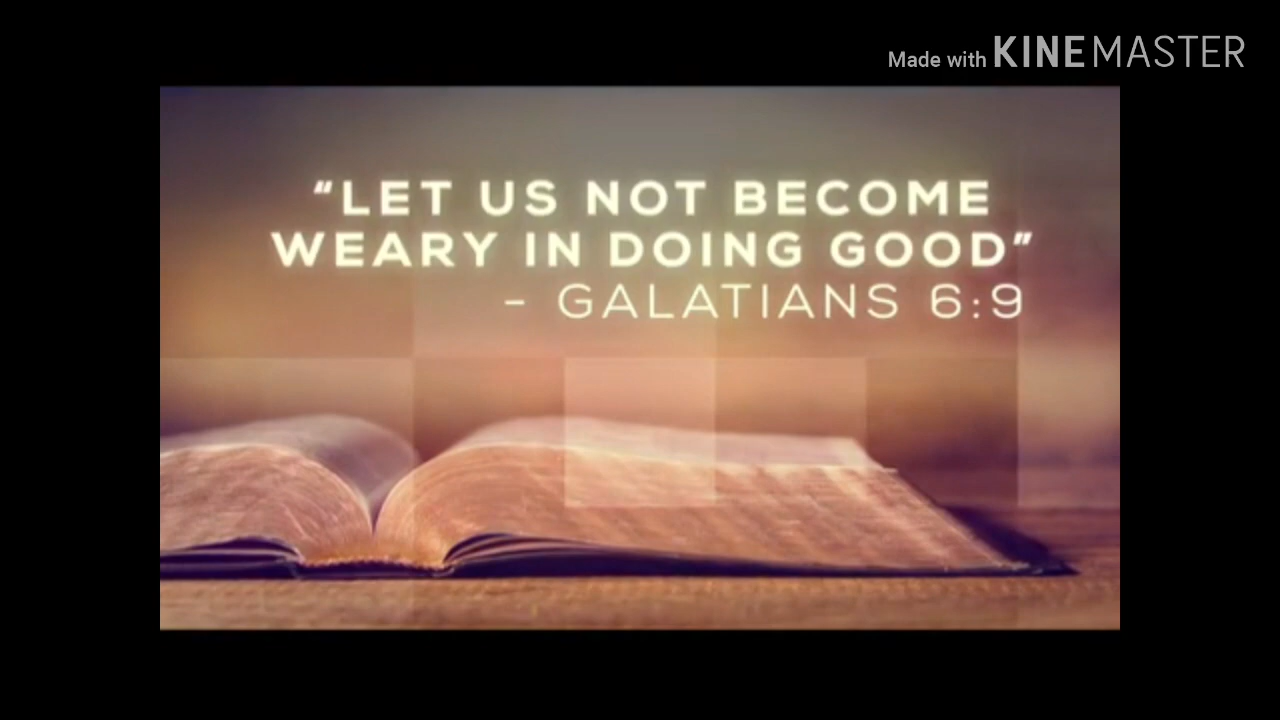 Made with KINEMASTER
“LET US NOT BECOME
WEARY IN DOING GOOD”
- GALATIANS 6:9